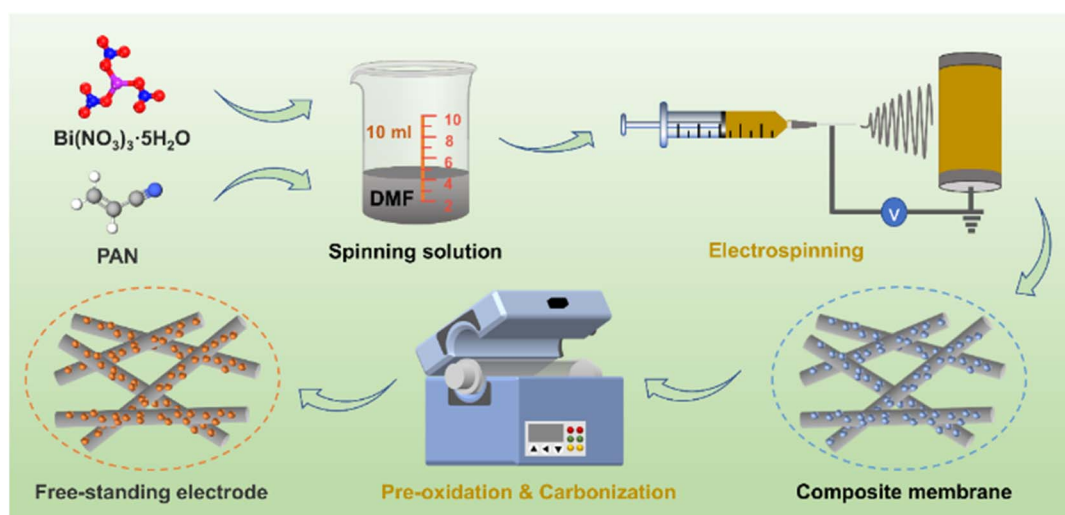 Bi(NO₃)₃·5H₂O
PAN
10 ml
10
8
6
4
2
DMF
Spinning solution
V
Electrospinning
Free-standing electrode
Pre-oxidation & Carbonization
Composite membrane